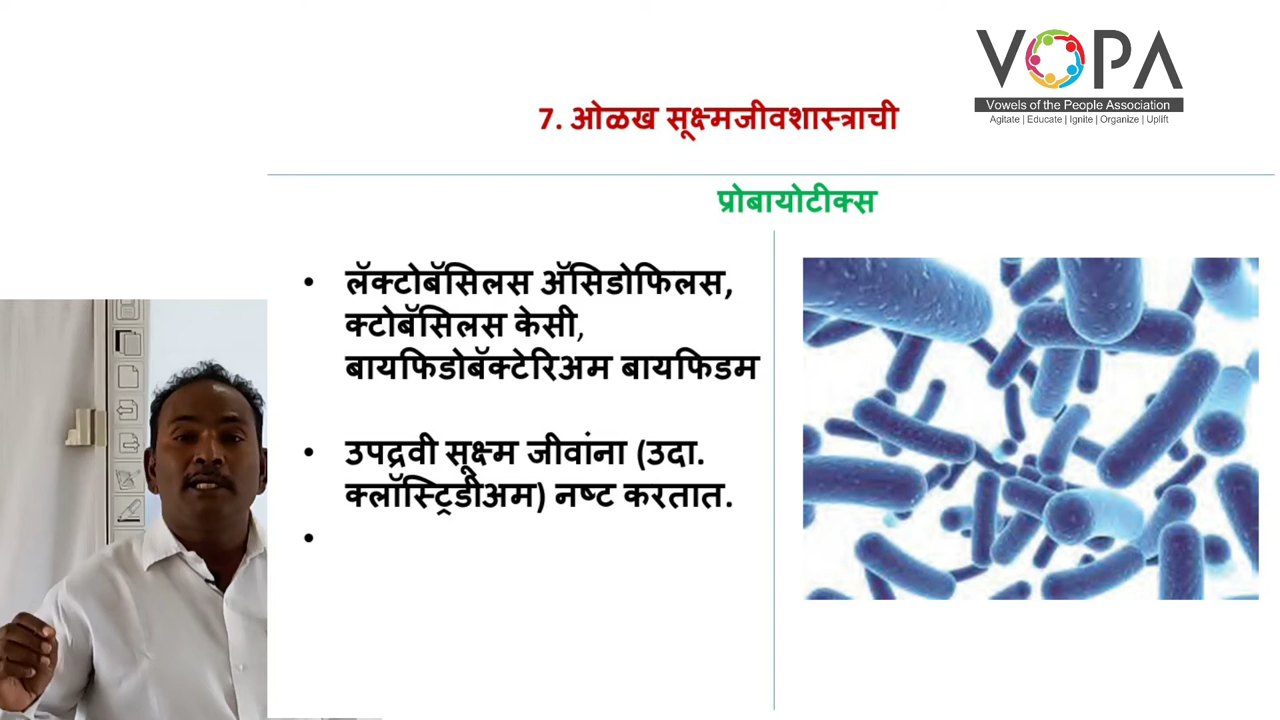 VOPA
Vowels of the People Association
Agitate | Educate | Ignite | Organize | Uplift
7. ओळख सूक्ष्मजीवशास्त्राची
प्रोबायोटीक्स
• लॅक्टोबॅसिलस ॲसिडोफिलस,
क्टोबॅसिलस केसी,
बायफिडोबॅक्टेरिअम बायफिडम
• उपद्रवी सूक्ष्म जीवांना (उदा.
क्लॉस्ट्रिडीअम) नष्ट करतात.
•